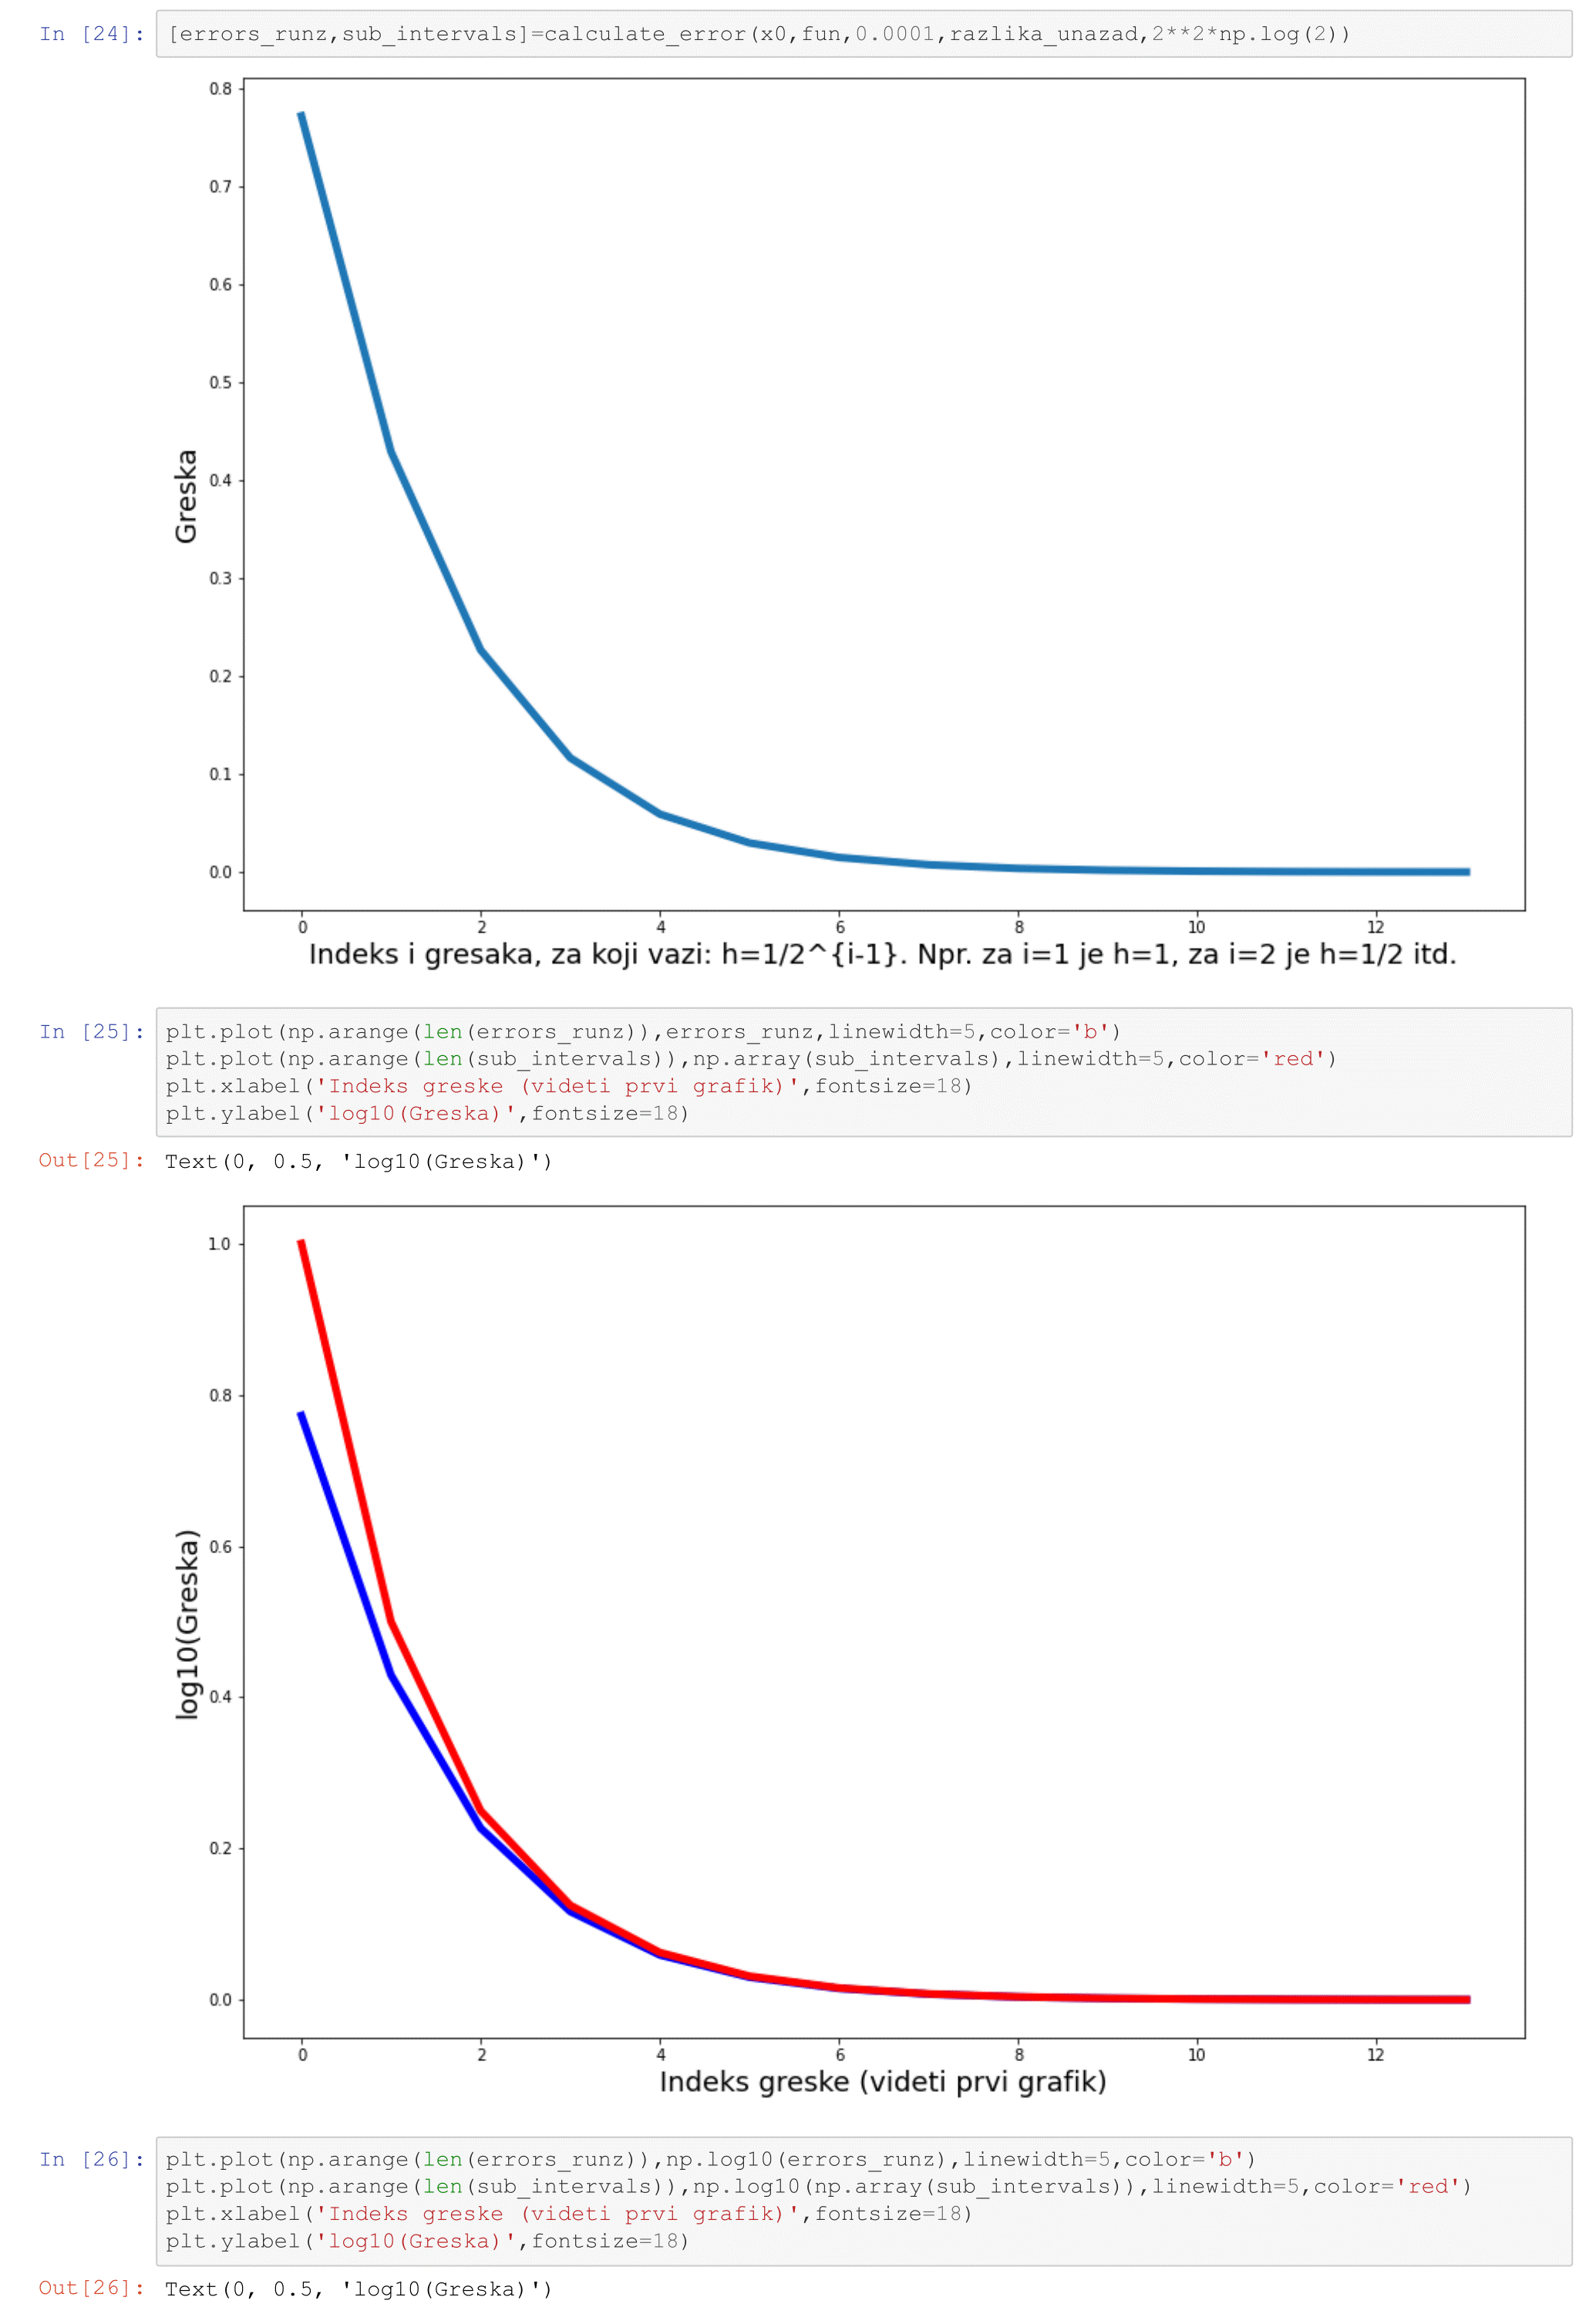 In [24]: [errors_runz,sub_intervals]=calculate_error(x0,fun,0.0001,razlika_unazad,2**2*np.log(2))
0.8
0.7
0.6
0.5
0.4
0.3
0.2
0.1
0.0
Greska
0 2 4 6 8 10 12
Indeks i gresaka, za koji vazi: h=1/2^{i-1}. Npr. za i=1 je h=1, za i=2 je h=1/2 itd.
In [25]: plt.plot(np.arange(len(errors_runz)),errors_runz,linewidth=5,color='b')
plt.plot(np.arange(len(sub_intervals)),np.array(sub_intervals),linewidth=5,color='red')
plt.xlabel('Indeks greske (videti prvi grafik)',fontsize=18)
plt.ylabel('log10(Greska)',fontsize=18)
Out[25]: Text(0, 0.5, 'log10(Greska)')
1.0
0.8
0.6
0.4
0.2
0.0
log10(Greska)
0 2 4 6 8 10 12
Indeks greske (videti prvi grafik)
In [26]: plt.plot(np.arange(len(errors_runz)),np.log10(errors_runz),linewidth=5,color='b')
plt.plot(np.arange(len(sub_intervals)),np.log10(np.array(sub_intervals)),linewidth=5,color='red')
plt.xlabel('Indeks greske (videti prvi grafik)',fontsize=18)
plt.ylabel('log10(Greska)',fontsize=18)
Out[26]: Text(0, 0.5, 'log10(Greska)')